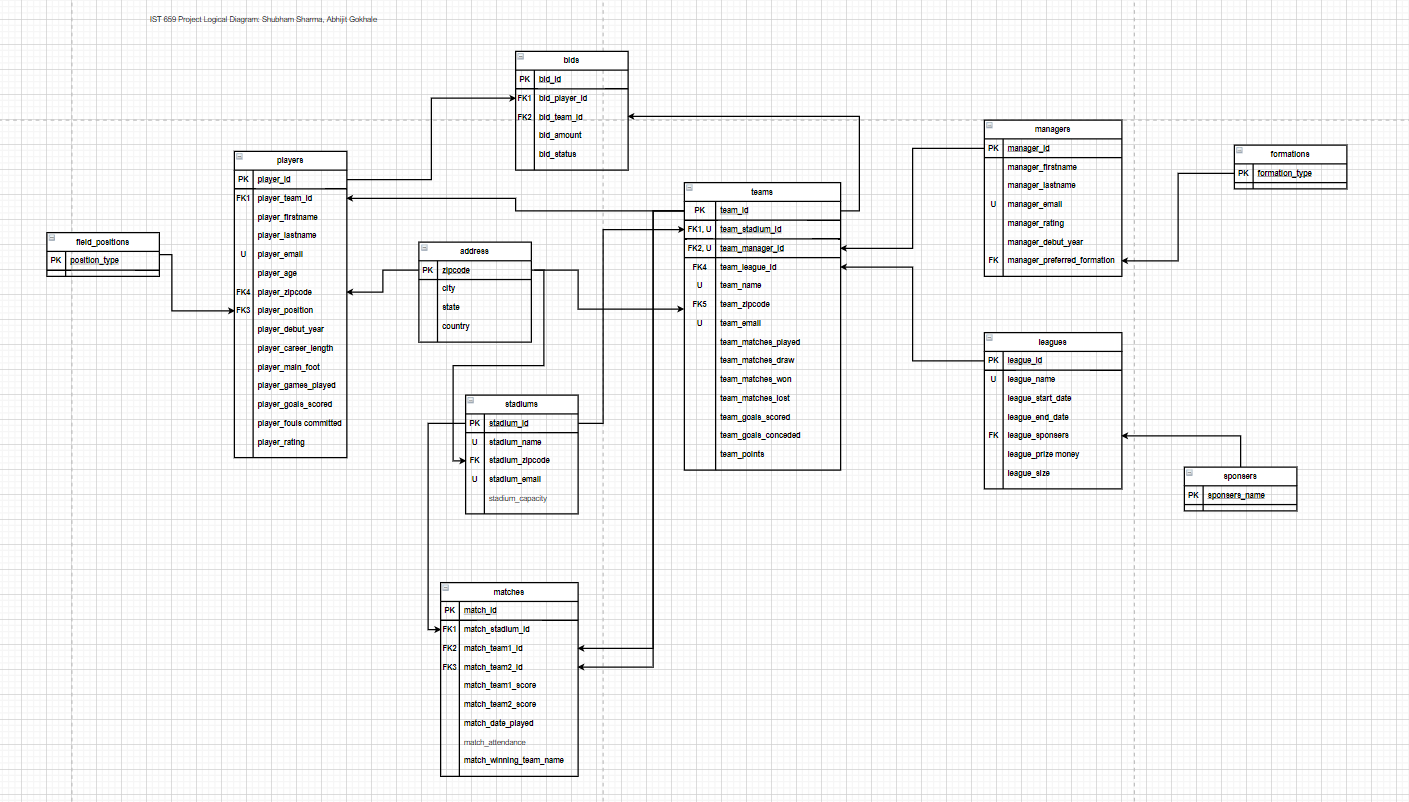 IST 659 Project Logical Diagram: Shubham Sharma, Abhijit Gokhale
bids
PK bid_id
FK1 bid_player_id
FK2 bid_team_id
bid_amount
bid_status
players
PK player_id
FK1 player_team_id
player_firstname
player_lastname
U player_email
player_age
FK4 player_zipcode
FK3 player_position
player_debut_year
player_career_length
player_main_foot
player_games_played
player_goals_scored
player_fouls committed
player_rating
field_positions
PK position_type
address
PK zipcode
city
state
country
stadiums
PK stadium_id
U stadium_name
FK stadium_zipcode
U stadium_email
stadium_capacity
matches
PK match_id
FK1 match_stadium_id
FK2 match_team1_id
FK3 match_team2_id
match_team1_score
match_team2_score
match_date_played
match_attendance
match_winning_team_name
teams
PK team_id
FK1, U team_stadium_id
FK2, U team_manager_id
FK4 team_league_id
U team_name
FK5 team_zipcode
U team_email
team_matches_played
team_matches_draw
team_matches_won
team_matches_lost
team_goals_scored
team_goals_conceded
team_points
managers
PK manager_id
manager_firstname
manager_lastname
U manager_email
manager_rating
manager_debut_year
FK manager_preferred_formation
formations
PK formation_type
leagues
PK league_id
U league_name
league_start_date
league_end_date
FK league_sponsers
league_prize money
league_size
sponsers
PK sponsers_name